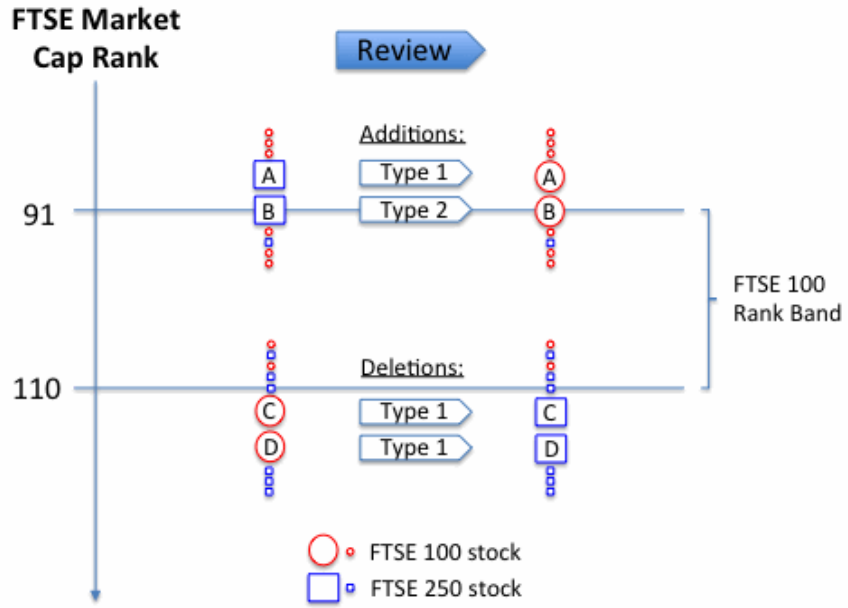 FTSE Market
Cap Rank
Review
Additions:
A
Type 1
A
91
B
Type 2
B
FTSE 100
Rank Band
110
Deletions:
C
Type 1
C
D
Type 1
D
FTSE 100 stock
FTSE 250 stock